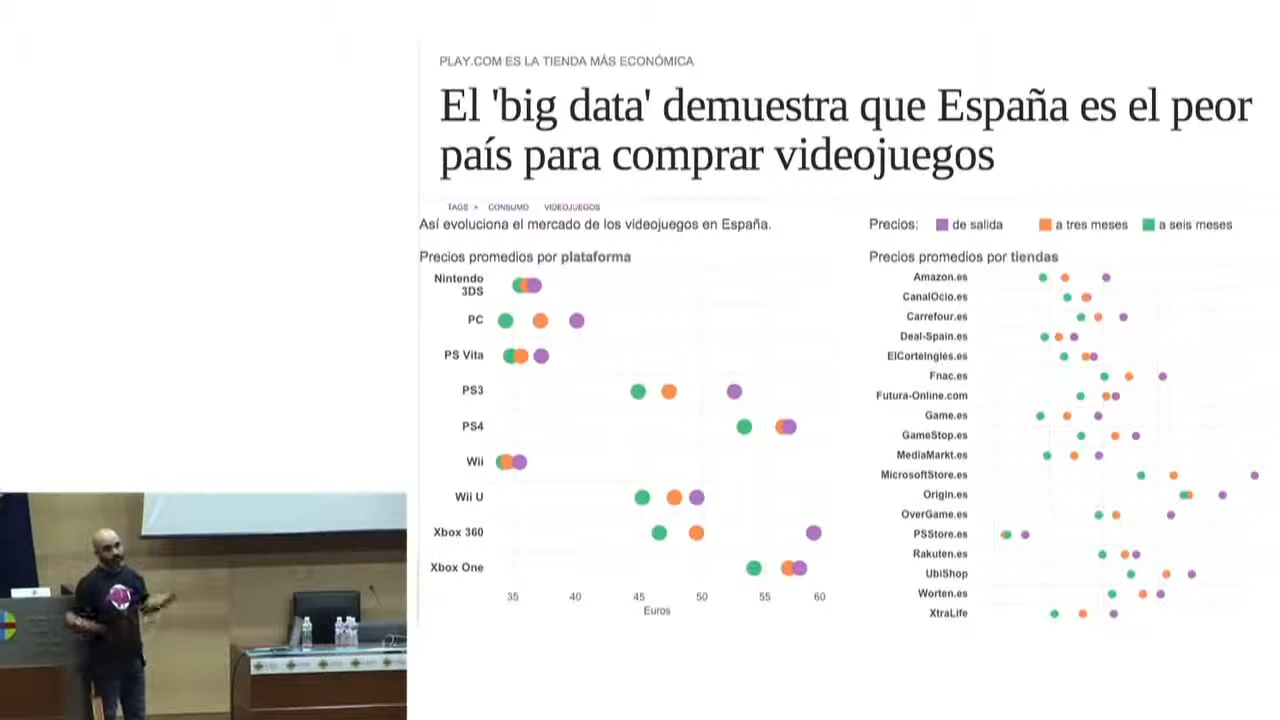 PLAY.COM ES LA TIENDA MÁS ECONÓMICA
El 'big data' demuestra que España es el peor
país para comprar videojuegos
TAGS > CONSUMO VIDEOJUEGOS
Así evoluciona el mercado de los videojuegos en España.
Precios: de salida a tres meses a seis meses
Precios promedios por plataforma
Nintendo
3DS
PC
PS Vita
PS3
PS4
Wii
Wii U
Xbox 360
Xbox One
35 40 45 50 55 60
Euros
Precios promedios por tiendas
Amazon.es
CanalOcio.es
Carrefour.es
Deal-Spain.es
ElCorteIngles.es
Fnac.es
Futura-Online.com
Game.es
GameStop.es
MediaMarkt.es
MicrosoftStore.es
Origin.es
OverGame.es
PSStore.es
Rakuten.es
UbiShop
Worten.es
XtraLife